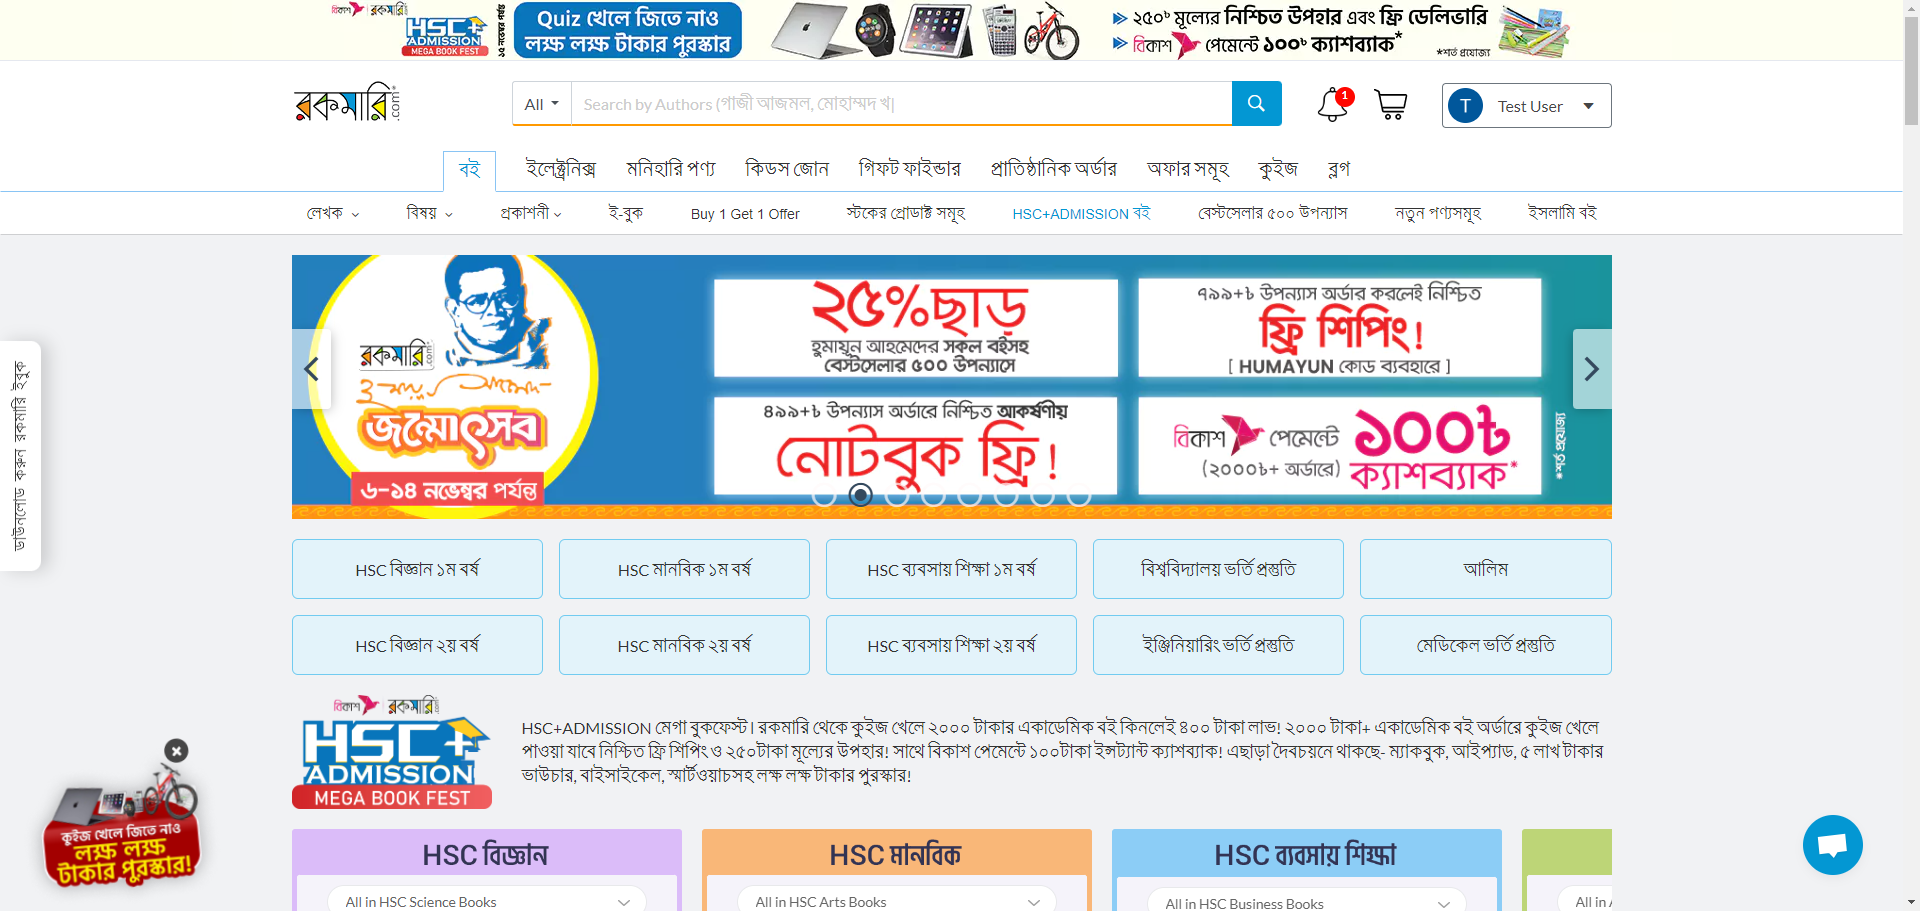 বিকাশ রকমারি
HSC+
ADMISSION
MEGA BOOK FEST
Quiz খেলে জিতে নাও
লক্ষ লক্ষ টাকার পুরস্কার
২৫০৳ মূল্যের নিশ্চিত উপহার এবং ফ্রি ডেলিভারি
বিকাশ পেমেন্টে ১০০৳ ক্যাশব্যাক*
*শর্ত প্রযোজ্য
রকমারি.com
All
Search by Authors (গাজী আজমল, মোহাম্মদ খ|
1
T Test User
বই ইলেক্ট্রনিক্স মনিহারি পণ্য কিডস জোন গিফট ফাইন্ডার প্রাতিষ্ঠানিক অর্ডার অফার সমূহ কুইজ ব্লগ
লেখক বিষয় প্রকাশনী ই-বুক Buy 1 Get 1 Offer স্টকের প্রোডাক্ট সমূহ HSC+ADMISSION বই বেস্টসেলার ৫০০ উপন্যাস নতুন পণ্যসমূহ ইসলামি বই
রকমারি.com
জন্মোৎসব
৬-১৪ নভেম্বর পর্যন্ত
২৫%ছাড়
হুমায়ূন আহমেদের সকল বইসহ
বেস্টসেলার ৫০০ উপন্যাসে
৭৯৯+৳ উপন্যাস অর্ডার করলেই নিশ্চিত
ফ্রি শিপিং!
[ HUMAYUN কোড ব্যবহারে ]
৪৯৯+৳ উপন্যাস অর্ডারে নিশ্চিত আকর্ষণীয়
নোটবুক ফ্রি!
বিকাশ পেমেন্টে
(২০০০৳+ অর্ডারে)
১০০৳
ক্যাশব্যাক*
*শর্ত প্রযোজ্য
ডাউনলোড করুন রকমারি ইবুক
HSC বিজ্ঞান ১ম বর্ষ
HSC মানবিক ১ম বর্ষ
HSC ব্যবসায় শিক্ষা ১ম বর্ষ
বিশ্ববিদ্যালয় ভর্তি প্রস্তুতি
আলিম
HSC বিজ্ঞান ২য় বর্ষ
HSC মানবিক ২য় বর্ষ
HSC ব্যবসায় শিক্ষা ২য় বর্ষ
ইঞ্জিনিয়ারিং ভর্তি প্রস্তুতি
মেডিকেল ভর্তি প্রস্তুতি
বিকাশ রকমারি
HSC+
ADMISSION
MEGA BOOK FEST
HSC+ADMISSION মেগা বুকফেস্ট। রকমারি থেকে কুইজ খেলে ২০০০ টাকার একাডেমিক বই কিনলেই ৪০০ টাকা লাভ! ২০০০ টাকা+ একাডেমিক বই অর্ডারে কুইজ খেলে
পাওয়া যাবে নিশ্চিত ফ্রি শিপিং ও ২৫০টাকা মূল্যের উপহার! সাথে বিকাশ পেমেন্টে ১০০টাকা ইন্সট্যান্ট ক্যাশব্যাক! এছাড়া দৈবচয়নে থাকছে- ম্যাকবুক, আইপ্যাড, ৫ লাখ টাকার
ভাউচার, বাইসাইকেল, স্মার্টওয়াচসহ লক্ষ লক্ষ টাকার পুরস্কার!
কুইজ খেলে জিতে নাও
লক্ষ লক্ষ
টাকার পুরস্কার!
HSC বিজ্ঞান
HSC মানবিক
HSC ব্যবসায় শিক্ষা
All in HSC Science Books
All in HSC Arts Books
All in HSC Business Books
All in